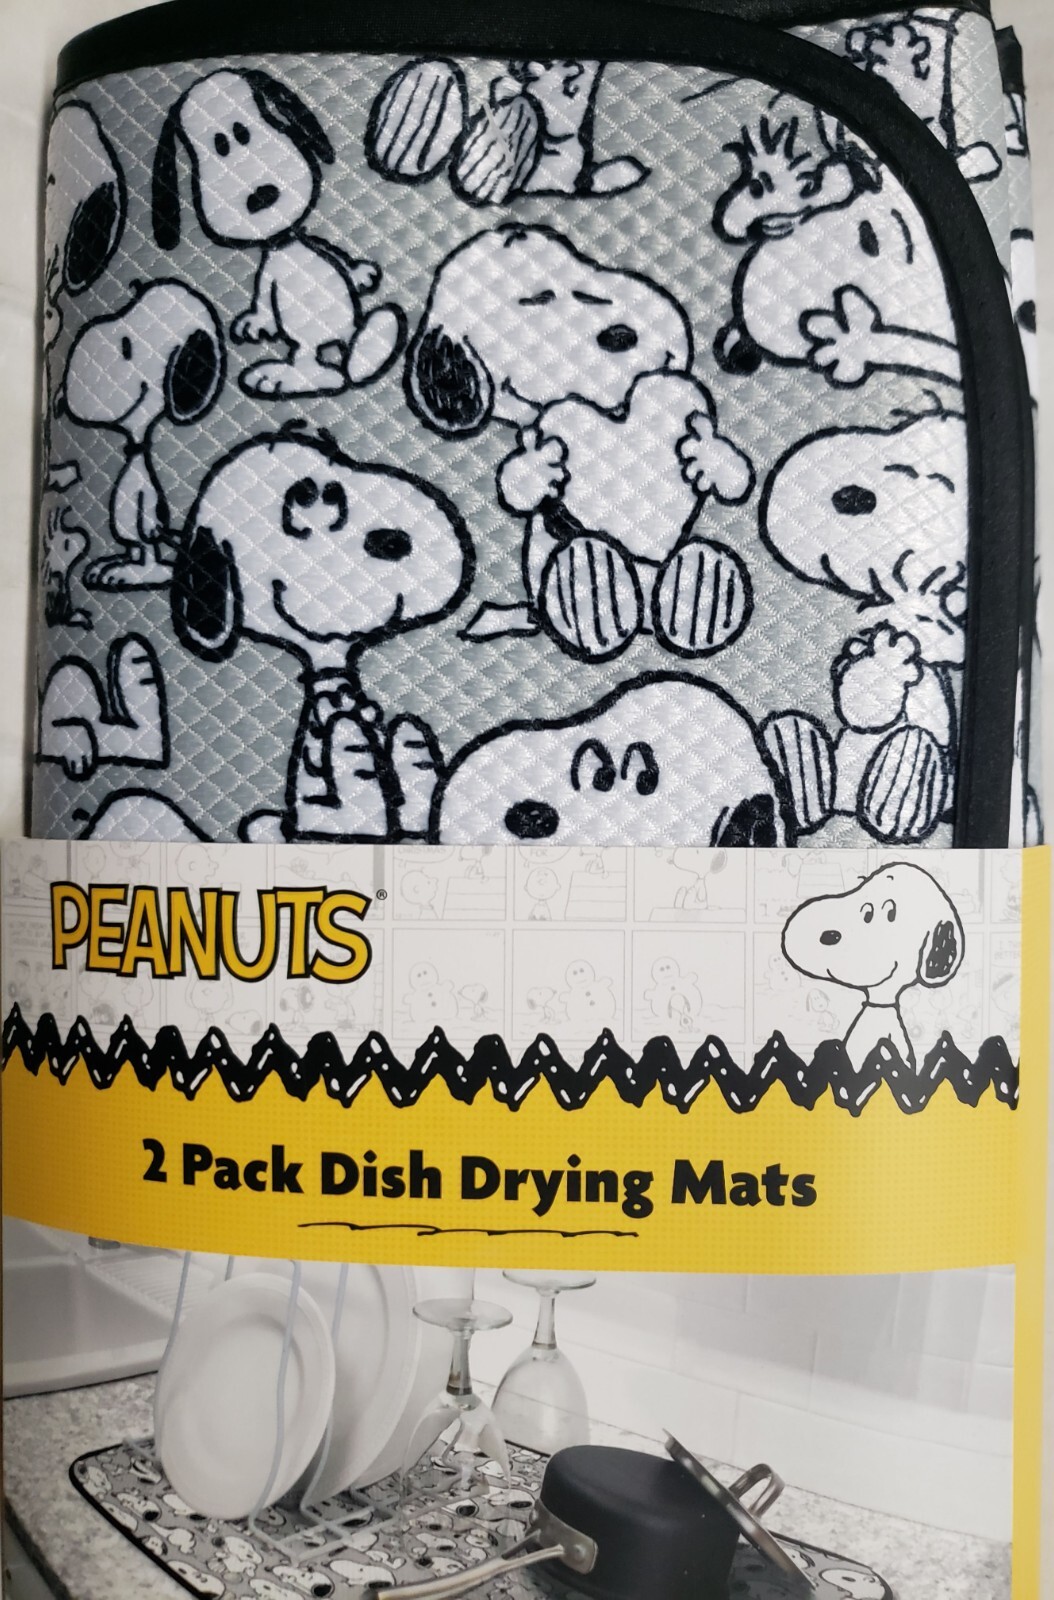 PEANUTS®
2 Pack Dish Drying Mats